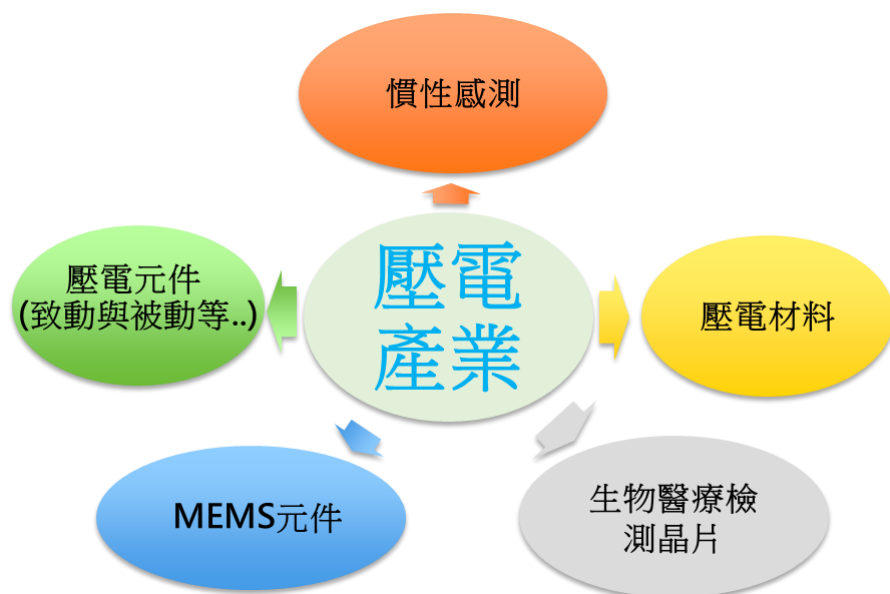 慣性感測
壓電
產業
壓電元件
(致動與被動等..)
壓電材料
MEMS元件
生物醫療檢
測晶片